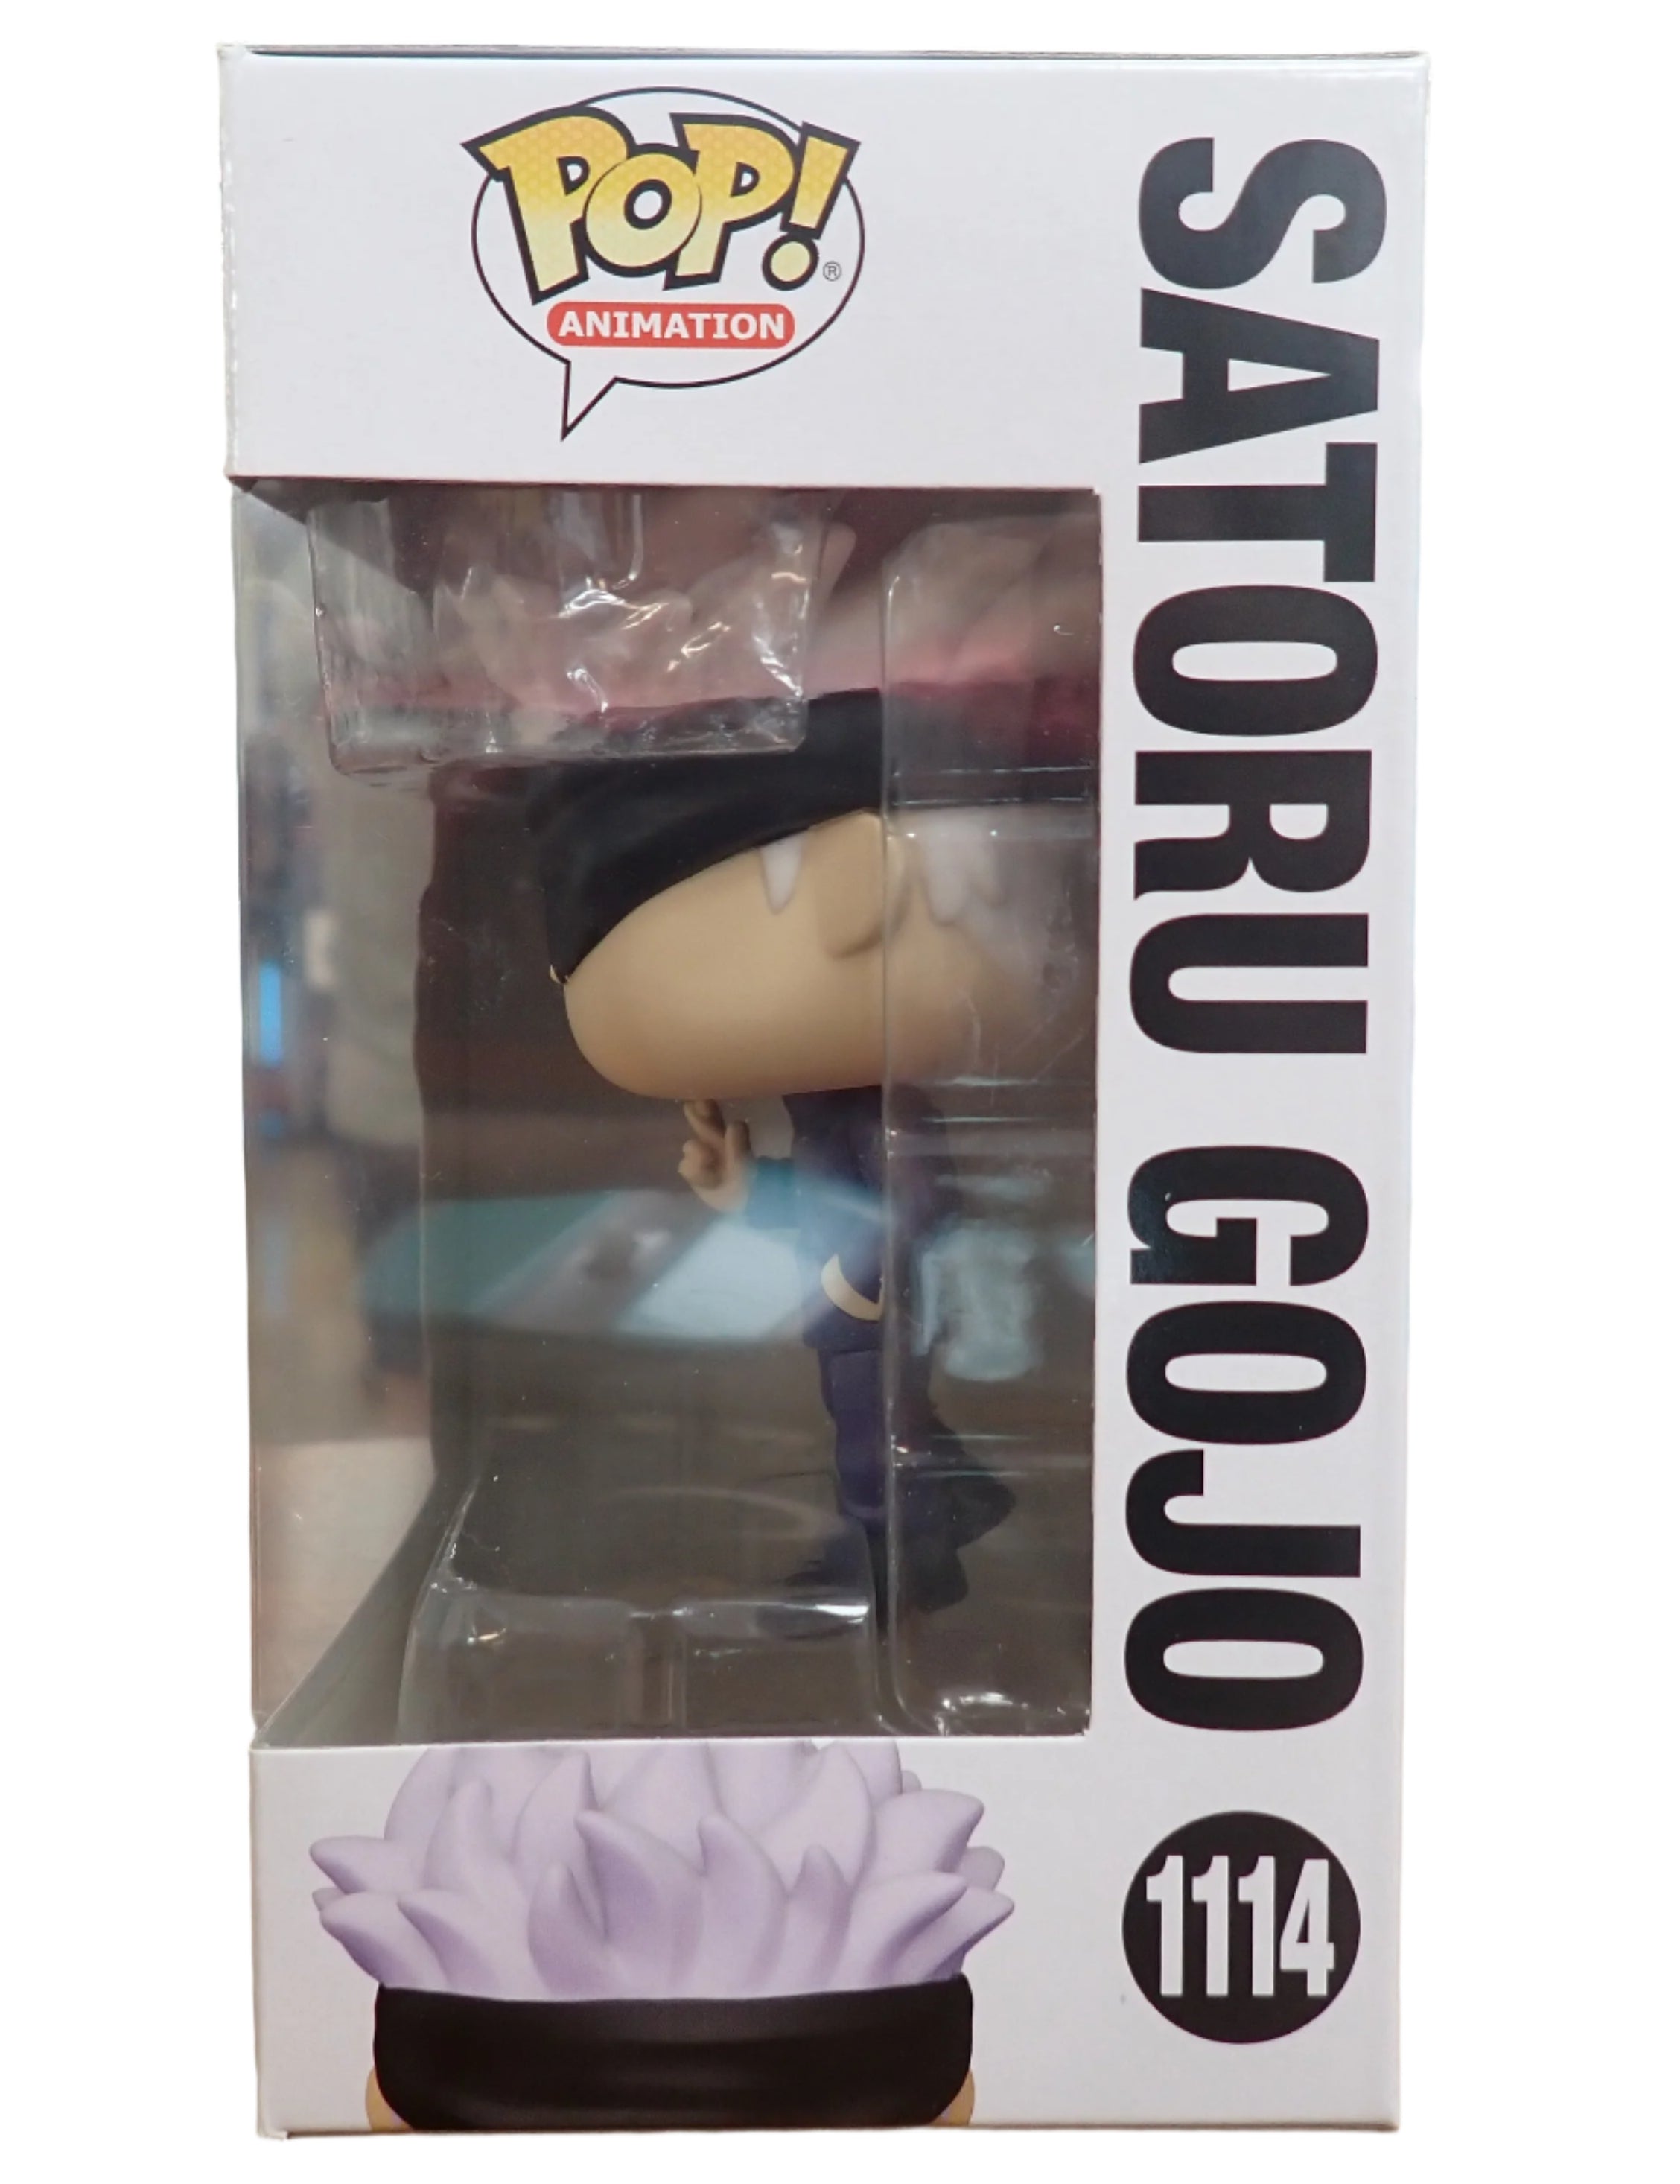 POP!
®
ANIMATION
SATORU GOJO
1114